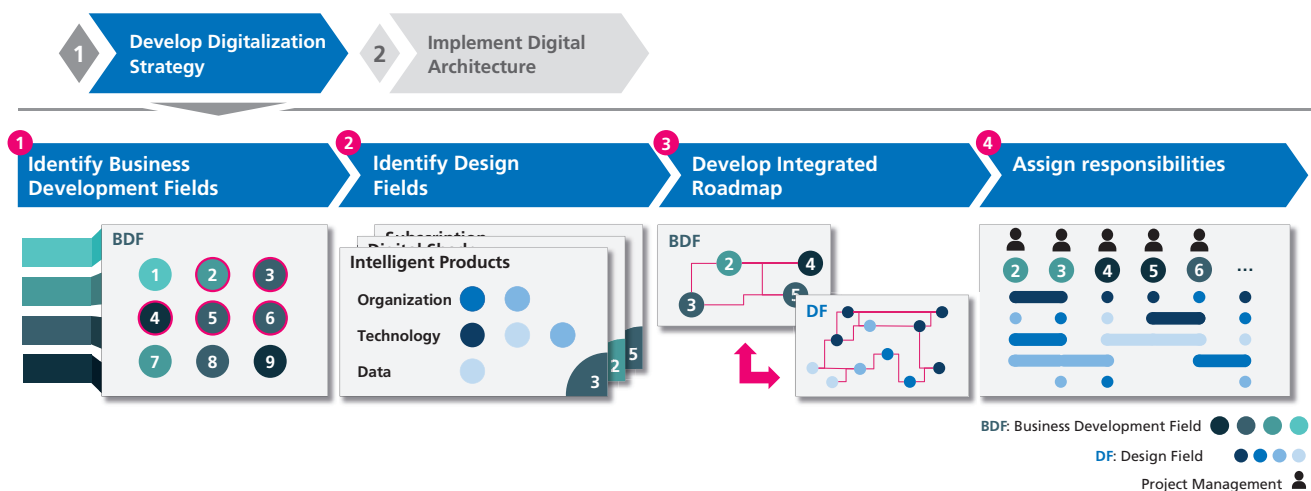 1
Develop Digitalization
Strategy
2
Implement Digital
Architecture
1
Identify Business
Development Fields
2
Identify Design
Fields
3
Develop Integrated
Roadmap
4
Assign responsibilities
BDF
1 2 3
4 5 6
7 8 9
Intelligent Products
Organization
Technology
Data
3
2
5
BDF
2 4
3 5
DF
2 3 4 5 6 ...
BDF: Business Development Field
DF: Design Field
Project Management